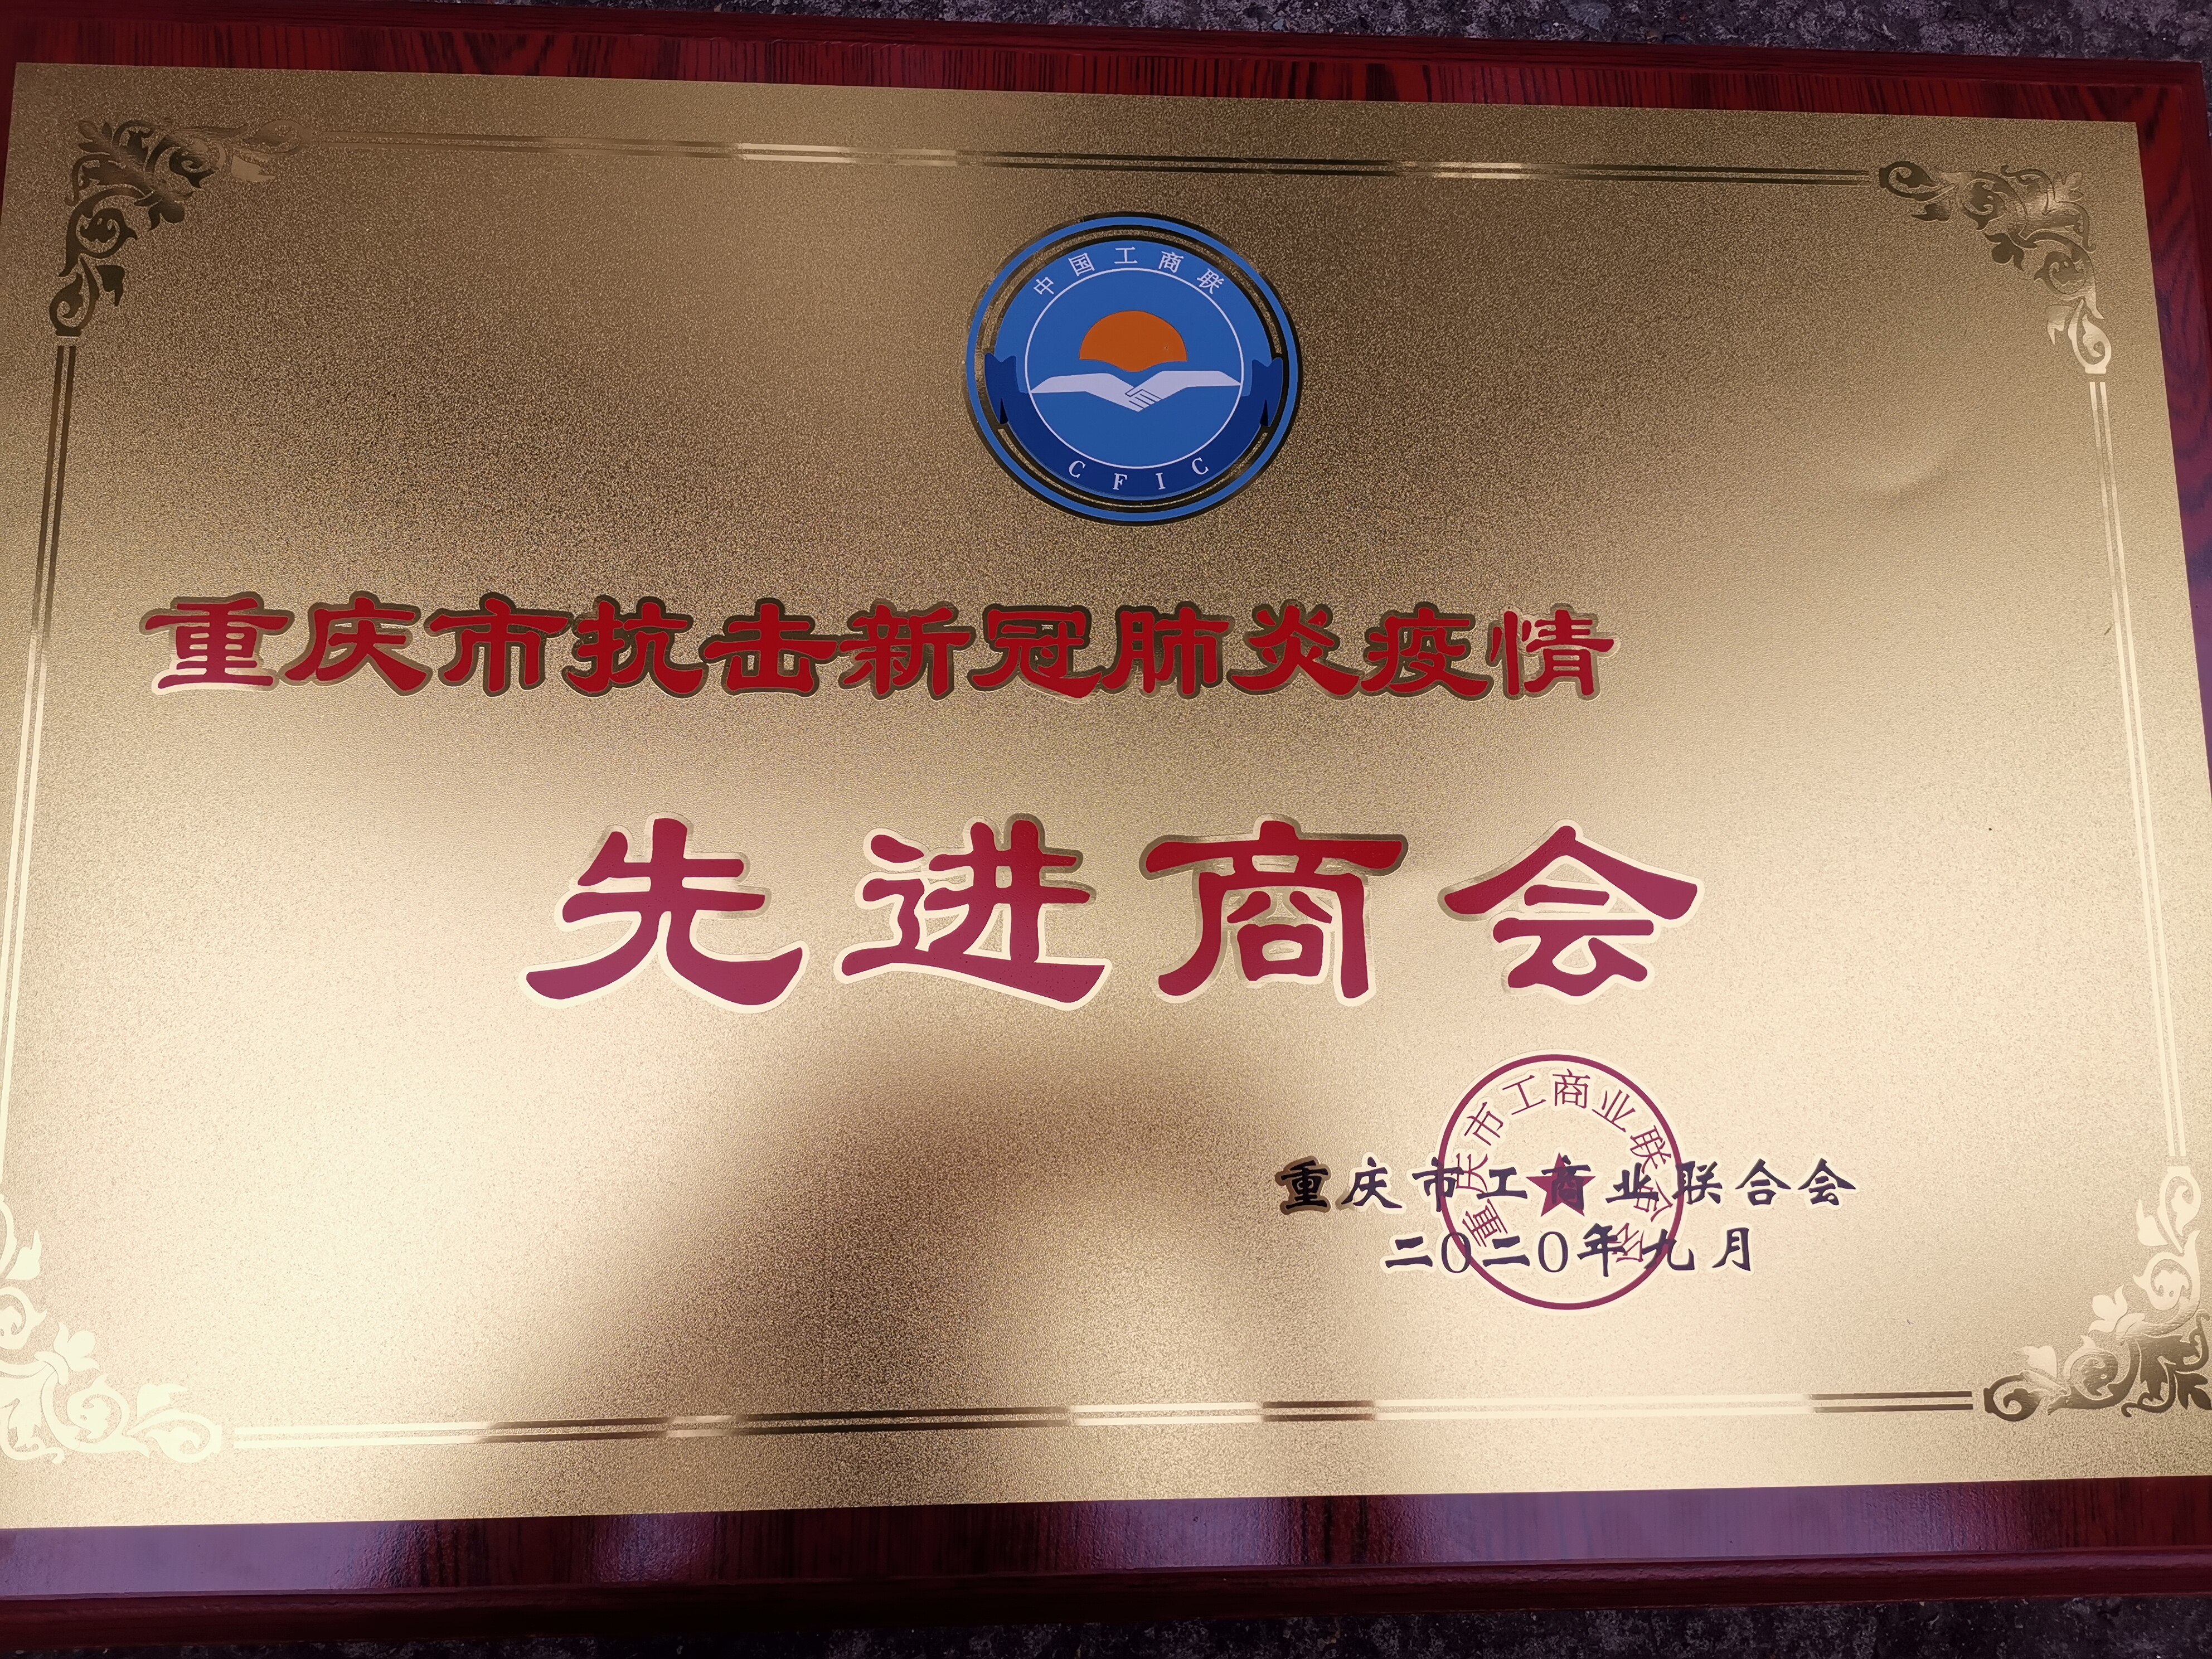 中国工商联
CFIC
重庆市抗击新冠肺炎疫情
先进商会
重庆市工商业联合会
重庆市工商业联合会
二〇二〇年九月